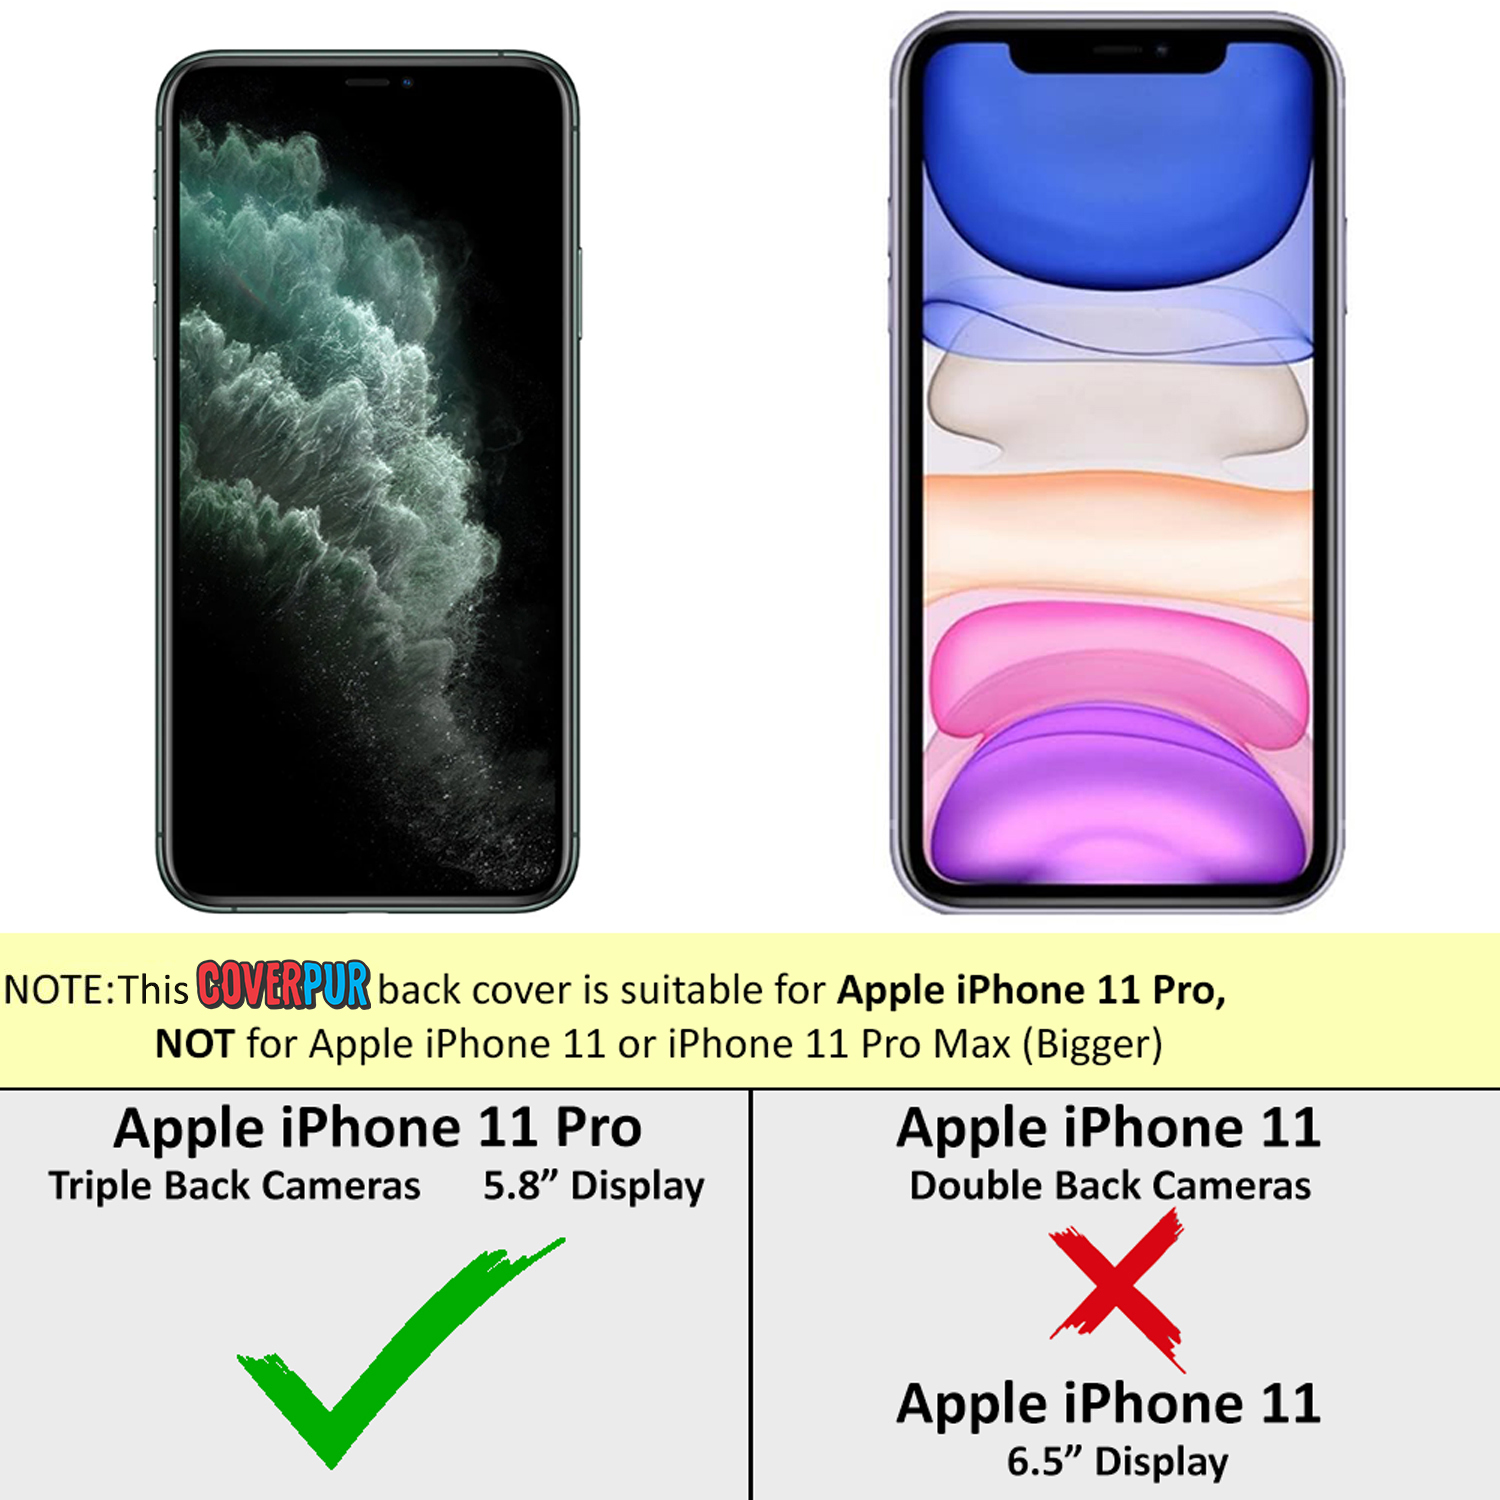 NOTE:This COVERPUR back cover is suitable for Apple iPhone 11 Pro,
NOT for Apple iPhone 11 or iPhone 11 Pro Max (Bigger)
Apple iPhone 11 Pro
Triple Back Cameras 5.8” Display
Apple iPhone 11
Double Back Cameras
Apple iPhone 11
6.5” Display